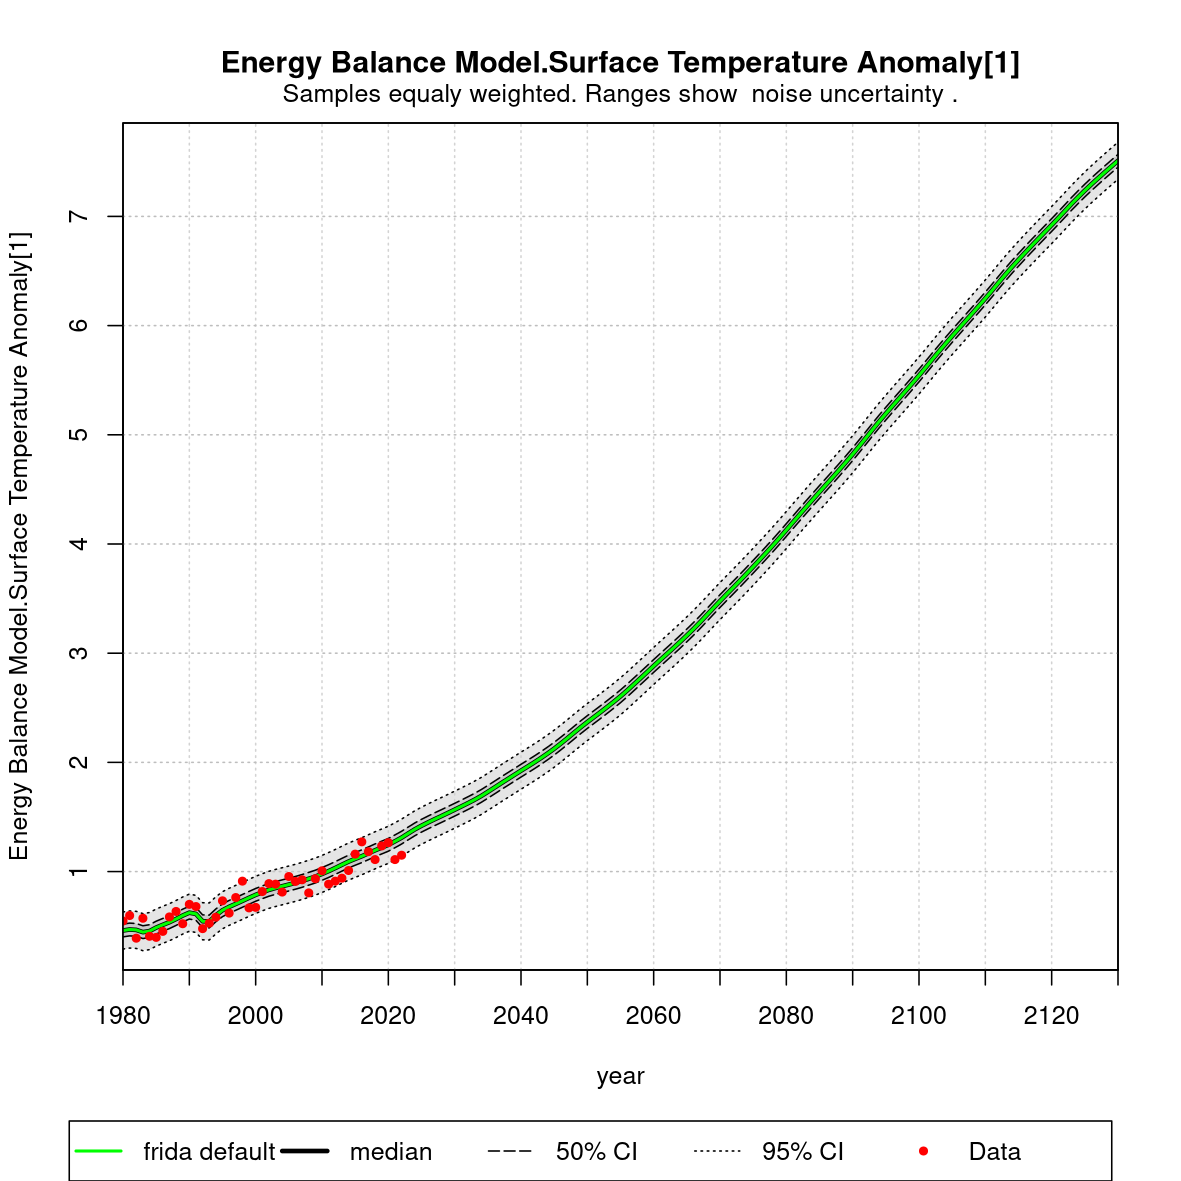 Energy Balance Model.Surface Temperature Anomaly[1]
Samples equaly weighted. Ranges show  noise uncertainty .
Energy Balance Model.Surface Temperature Anomaly[1]
7
6
5
4
3
2
1
1980 2000 2020 2040 2060 2080 2100 2120
year
frida default median 50% CI 95% CI Data